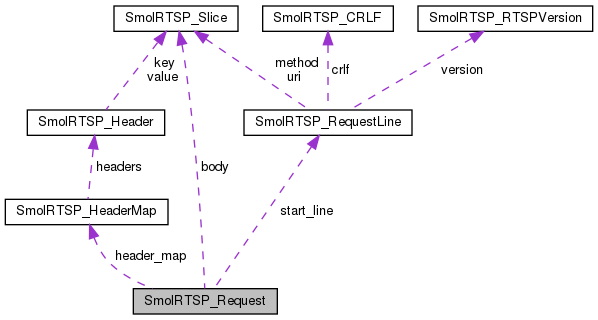 SmolRTSP_Slice
SmolRTSP_CRLF
SmolRTSP_RTSPVersion
key
value
method
uri
crlf
version
SmolRTSP_Header
SmolRTSP_RequestLine
headers
body
SmolRTSP_HeaderMap
start_line
header_map
SmolRTSP_Request